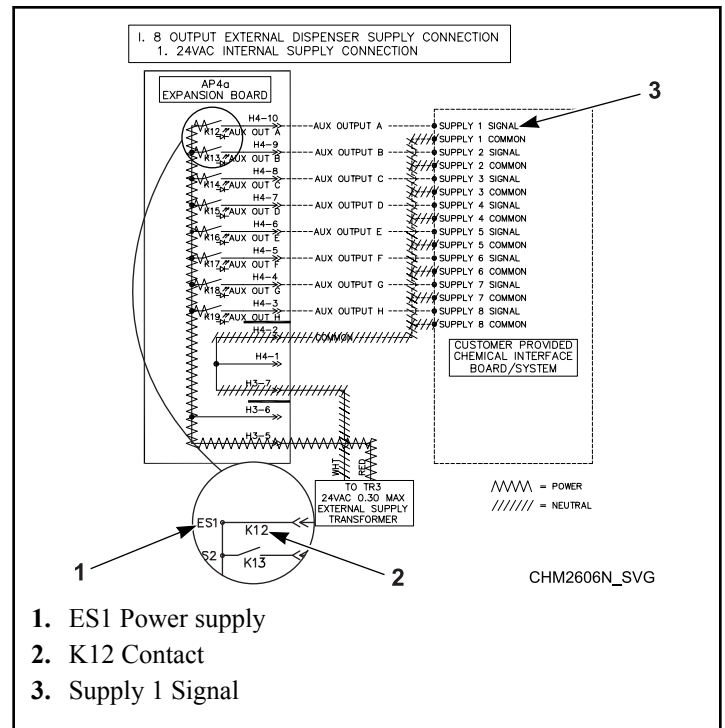 I. 8 OUTPUT EXTERNAL DISPENSER SUPPLY CONNECTION
1. 24VAC INTERNAL SUPPLY CONNECTION
AP4a
EXPANSION BOARD
3
H4-10
K12 AUX OUT A
AUX OUTPUT A
SUPPLY 1 SIGNAL
SUPPLY 1 COMMON
H4-9
K13 AUX OUT B
AUX OUTPUT B
SUPPLY 2 SIGNAL
SUPPLY 2 COMMON
H4-8
K14 AUX OUT C
AUX OUTPUT C
SUPPLY 3 SIGNAL
SUPPLY 3 COMMON
H4-7
K15 AUX OUT D
AUX OUTPUT D
SUPPLY 4 SIGNAL
SUPPLY 4 COMMON
H4-6
K16 AUX OUT E
AUX OUTPUT E
SUPPLY 5 SIGNAL
SUPPLY 5 COMMON
H4-5
K17 AUX OUT F
AUX OUTPUT F
SUPPLY 6 SIGNAL
SUPPLY 6 COMMON
H4-4
K18 AUX OUT G
AUX OUTPUT G
SUPPLY 7 SIGNAL
SUPPLY 7 COMMON
H4-3
K19 AUX OUT H
AUX OUTPUT H
SUPPLY 8 SIGNAL
SUPPLY 8 COMMON
H4-2
COMMON
H4-1
H3-7
H3-6
H3-5
CUSTOMER PROVIDED
CHEMICAL INTERFACE
BOARD/SYSTEM
WHT
RED
TO TR3
24VAC 0.30 MAX
EXTERNAL SUPPLY
TRANSFORMER
= POWER
= NEUTRAL
ES1
K12
S2
K13
1
2
CHM2606N_SVG
1. ES1 Power supply
2. K12 Contact
3. Supply 1 Signal